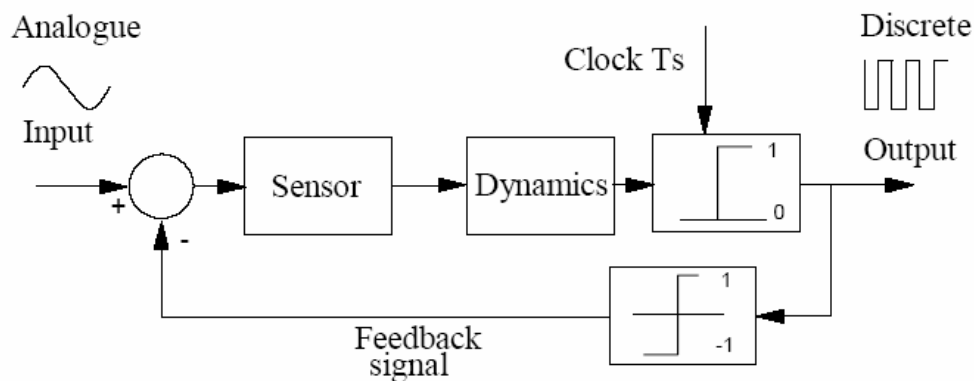 Analogue
Input
+
-
Sensor
Dynamics
Clock Ts
1
0
Discrete
Output
1
-1
Feedback
signal